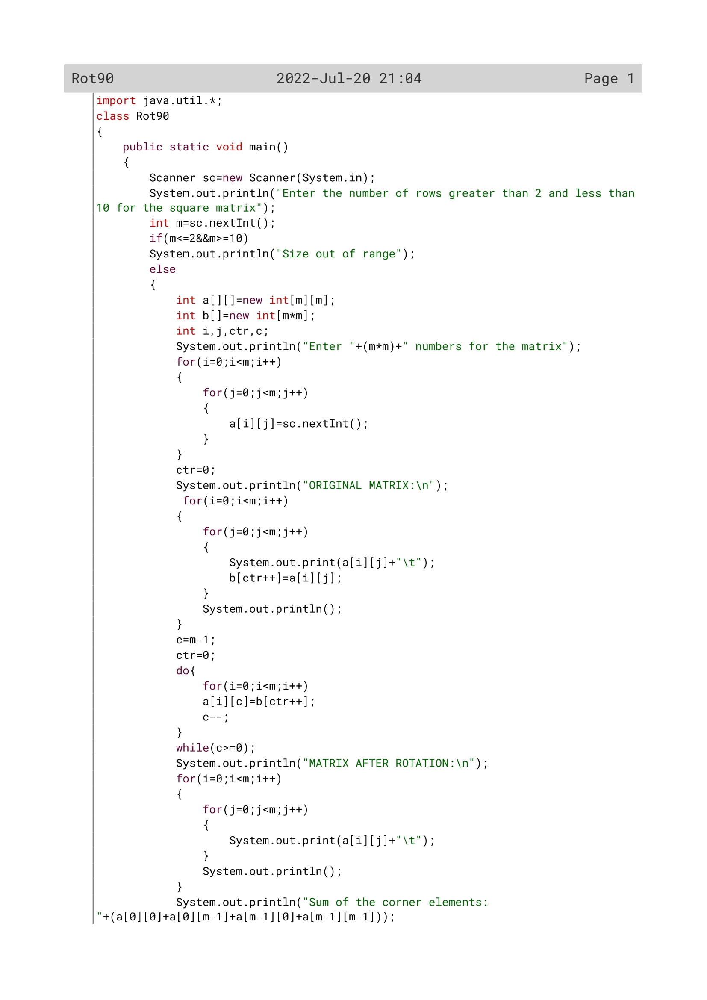 Rot90 2022-Jul-20 21:04 Page 1
import java.util.*;
class Rot90
{
    public static void main()
    {
        Scanner sc=new Scanner(System.in);
        System.out.println("Enter the number of rows greater than 2 and less than
10 for the square matrix");
        int m=sc.nextInt();
        if(m<=2&&m>=10)
        System.out.println("Size out of range");
        else
        {
            int a[][]=new int[m][m];
            int b[]=new int[m*m];
            int i,j,ctr,c;
            System.out.println("Enter "+(m*m)+" numbers for the matrix");
            for(i=0;i<m;i++)
            {
                for(j=0;j<m;j++)
                {
                    a[i][j]=sc.nextInt();
                }
            }
            ctr=0;
            System.out.println("ORIGINAL MATRIX:\n");
             for(i=0;i<m;i++)
            {
                for(j=0;j<m;j++)
                {
                    System.out.print(a[i][j]+"\t");
                    b[ctr++]=a[i][j];
                }
                System.out.println();
            }
            c=m-1;
            ctr=0;
            do{
                for(i=0;i<m;i++)
                a[i][c]=b[ctr++];
                c--;
            }
            while(c>=0);
            System.out.println("MATRIX AFTER ROTATION:\n");
            for(i=0;i<m;i++)
            {
                for(j=0;j<m;j++)
                {
                    System.out.print(a[i][j]+"\t");
                }
                System.out.println();
            }
            System.out.println("Sum of the corner elements:
"+(a[0][0]+a[0][m-1]+a[m-1][0]+a[m-1][m-1]));